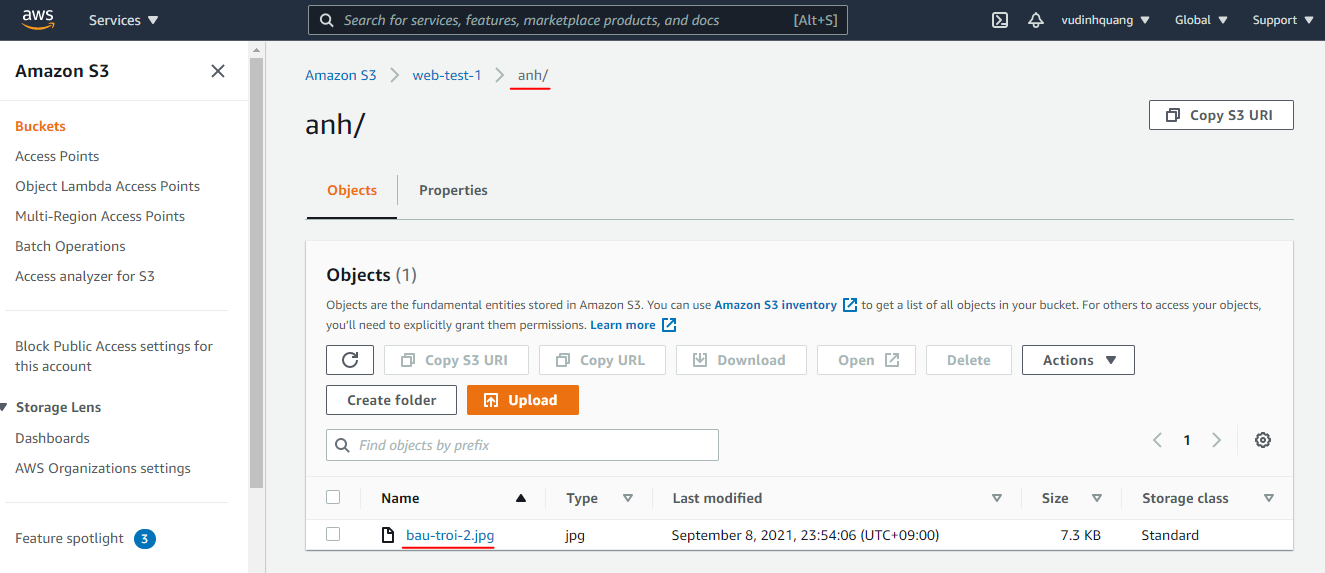 aws Services Search for services, features, marketplace products, and docs [Alt+S] vudinhquang Global Support
Amazon S3
Buckets
Access Points
Object Lambda Access Points
Multi-Region Access Points
Batch Operations
Access analyzer for S3
Block Public Access settings for
this account
Storage Lens
Dashboards
AWS Organizations settings
Feature spotlight 3
Amazon S3 web-test-1 anh/
anh/
Copy S3 URI
Objects Properties
Objects (1)
Objects are the fundamental entities stored in Amazon S3. You can use Amazon S3 inventory to get a list of all objects in your bucket. For others to access your objects,
you'll need to explicitly grant them permissions. Learn more
Copy S3 URI Copy URL Download Open Delete Actions
Create folder Upload
Find objects by prefix
1
Name Type Last modified Size Storage class
bau-troi-2.jpg jpg September 8, 2021, 23:54:06 (UTC+09:00) 7.3 KB Standard